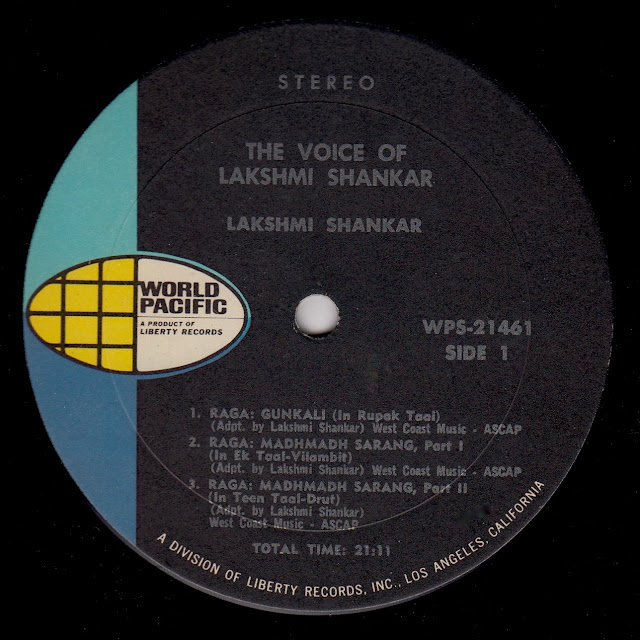 STEREO
THE VOICE OF
LAKSHMI SHANKAR
LAKSHMI SHANKAR
WORLD
PACIFIC
A PRODUCT OF
LIBERTY RECORDS
WPS-21461
SIDE 1
1. RAGA: GUNKALI (In Rupak Taal)
(Adpt. by Lakshmi Shankar) West Coast Music - ASCAP
2. RAGA: MADHMADH SARANG, Part I
(In Ek Taal-Vilambit)
(Adpt. by Lakshmi Shankar) West Coast Music - ASCAP
3. RAGA: MADHMADH SARANG, Part II
(In Teen Taal-Drut)
(Adpt. by Lakshmi Shankar)
West Coast Music - ASCAP
TOTAL TIME: 21:11
A DIVISION OF LIBERTY RECORDS, INC., LOS ANGELES, CALIFORNIA